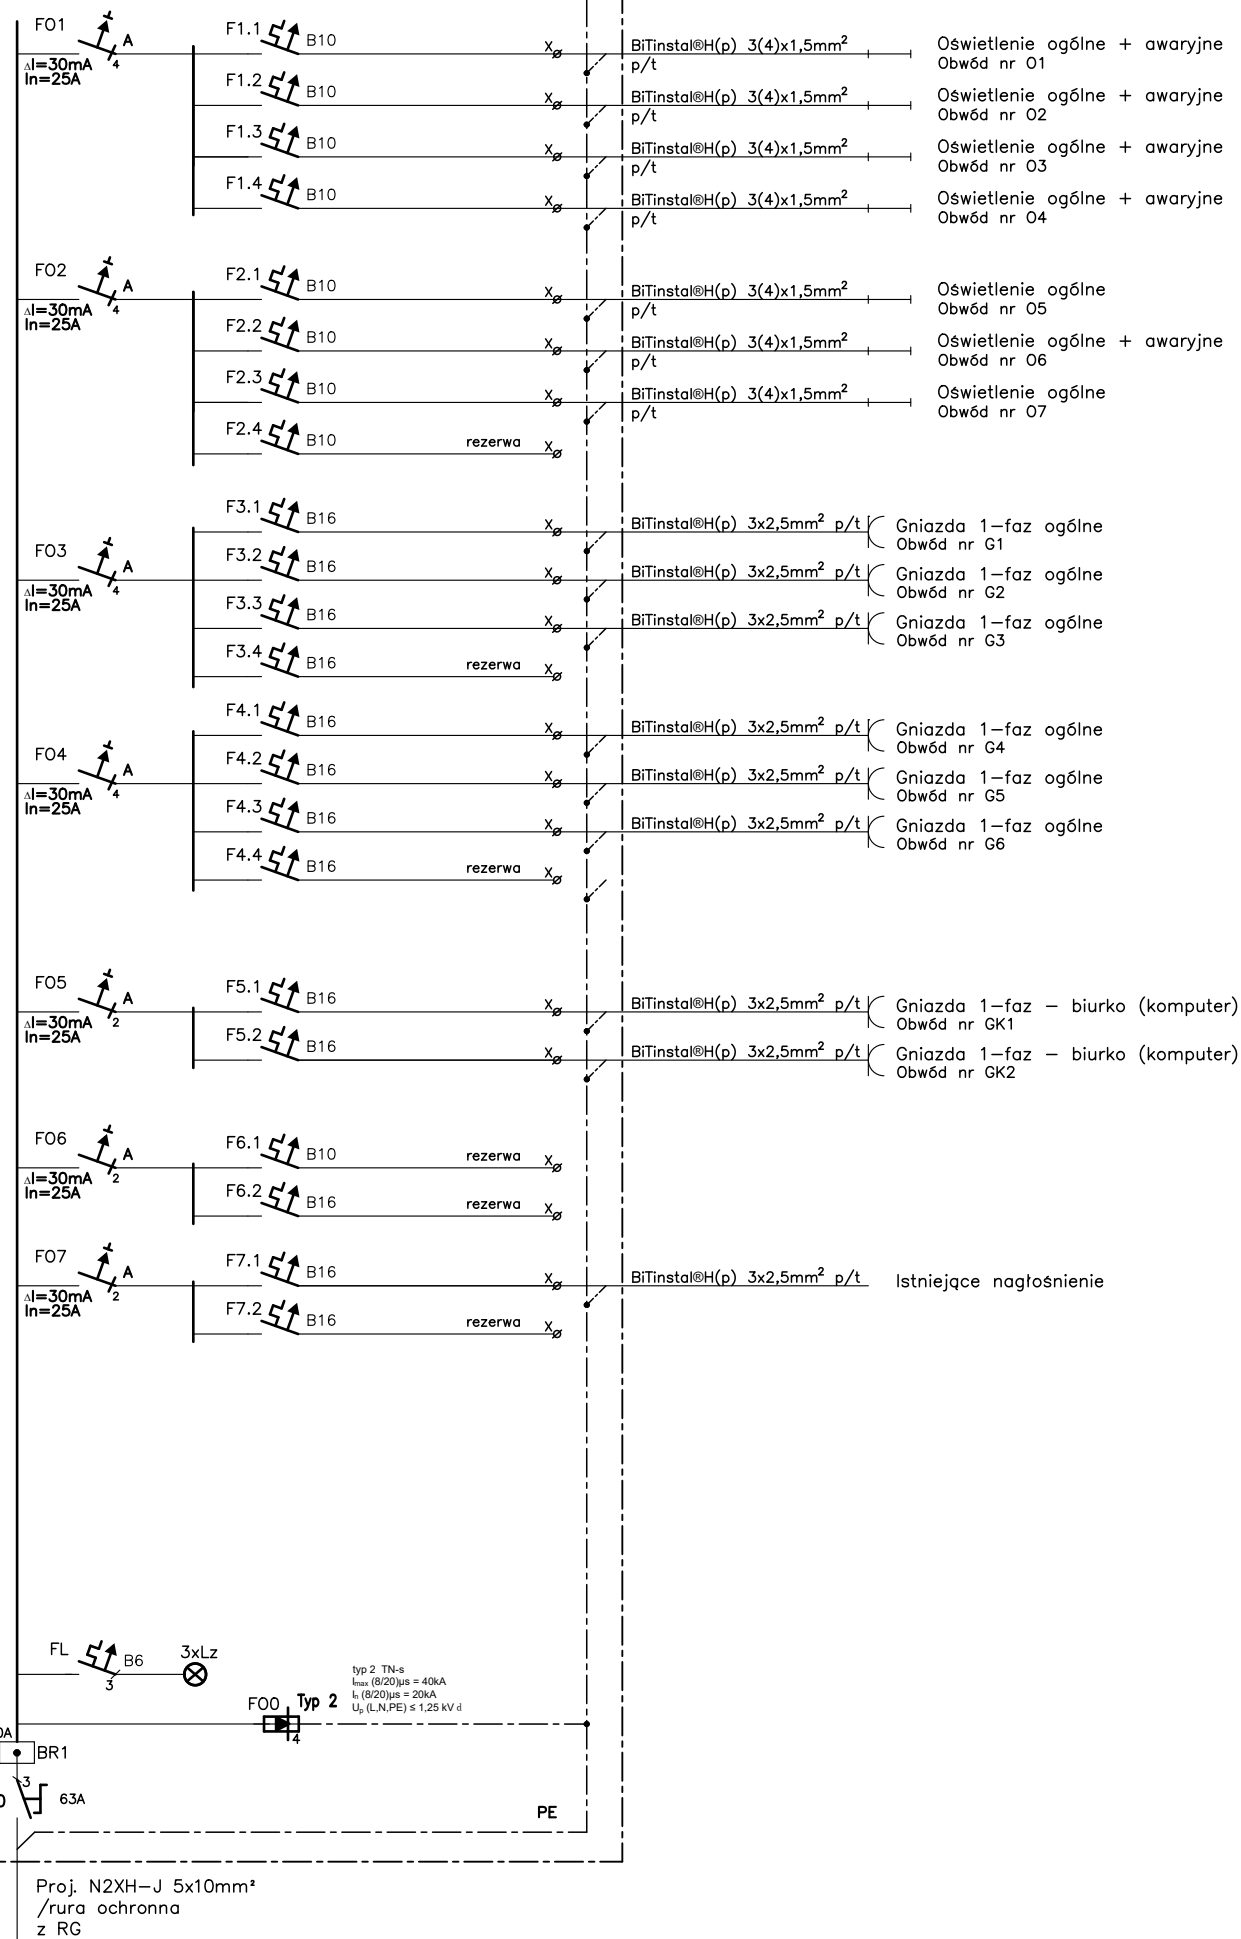 FO1
A
4
ΔI=30mA
In=25A
F1.1
B10
X
BiTinstal®H(p) 3(4)x1,5mm²
p/t
Oświetlenie ogólne + awaryjne
Obwód nr O1
F1.2
B10
X
BiTinstal®H(p) 3(4)x1,5mm²
p/t
Oświetlenie ogólne + awaryjne
Obwód nr O2
F1.3
B10
X
BiTinstal®H(p) 3(4)x1,5mm²
p/t
Oświetlenie ogólne + awaryjne
Obwód nr O3
F1.4
B10
X
BiTinstal®H(p) 3(4)x1,5mm²
p/t
Oświetlenie ogólne + awaryjne
Obwód nr O4
FO2
A
4
ΔI=30mA
In=25A
F2.1
B10
X
BiTinstal®H(p) 3(4)x1,5mm²
p/t
Oświetlenie ogólne
Obwód nr O5
F2.2
B10
X
BiTinstal®H(p) 3(4)x1,5mm²
p/t
Oświetlenie ogólne + awaryjne
Obwód nr O6
F2.3
B10
X
BiTinstal®H(p) 3(4)x1,5mm²
p/t
Oświetlenie ogólne
Obwód nr O7
F2.4
B10
rezerwa
X
FO3
A
4
ΔI=30mA
In=25A
F3.1
B16
X
BiTinstal®H(p) 3x2,5mm² p/t
Gniazda 1-faz ogólne
Obwód nr G1
F3.2
B16
X
BiTinstal®H(p) 3x2,5mm² p/t
Gniazda 1-faz ogólne
Obwód nr G2
F3.3
B16
X
BiTinstal®H(p) 3x2,5mm² p/t
Gniazda 1-faz ogólne
Obwód nr G3
F3.4
B16
rezerwa
X
FO4
A
4
ΔI=30mA
In=25A
F4.1
B16
X
BiTinstal®H(p) 3x2,5mm² p/t
Gniazda 1-faz ogólne
Obwód nr G4
F4.2
B16
X
BiTinstal®H(p) 3x2,5mm² p/t
Gniazda 1-faz ogólne
Obwód nr G5
F4.3
B16
X
BiTinstal®H(p) 3x2,5mm² p/t
Gniazda 1-faz ogólne
Obwód nr G6
F4.4
B16
rezerwa
X
FO5
A
2
ΔI=30mA
In=25A
F5.1
B16
X
BiTinstal®H(p) 3x2,5mm² p/t
Gniazda 1-faz - biurko (komputer)
Obwód nr GK1
F5.2
B16
X
BiTinstal®H(p) 3x2,5mm² p/t
Gniazda 1-faz - biurko (komputer)
Obwód nr GK2
FO6
A
2
ΔI=30mA
In=25A
F6.1
B10
rezerwa
X
F6.2
B16
rezerwa
X
FO7
A
2
ΔI=30mA
In=25A
F7.1
B16
X
BiTinstal®H(p) 3x2,5mm² p/t
Istniejące nagłośnienie
F7.2
B16
rezerwa
X
FL
B6
3
3xLz
FOO
Typ 2
4
typ 2 TN-s
Imax (8/20)µs = 40kA
In (8/20)µs = 20kA
Up (L,N,PE) ≤ 1,25 kV d
BR1
3
63A
PE
Proj. N2XH-J 5x10mm²
/rura ochronna
z RG